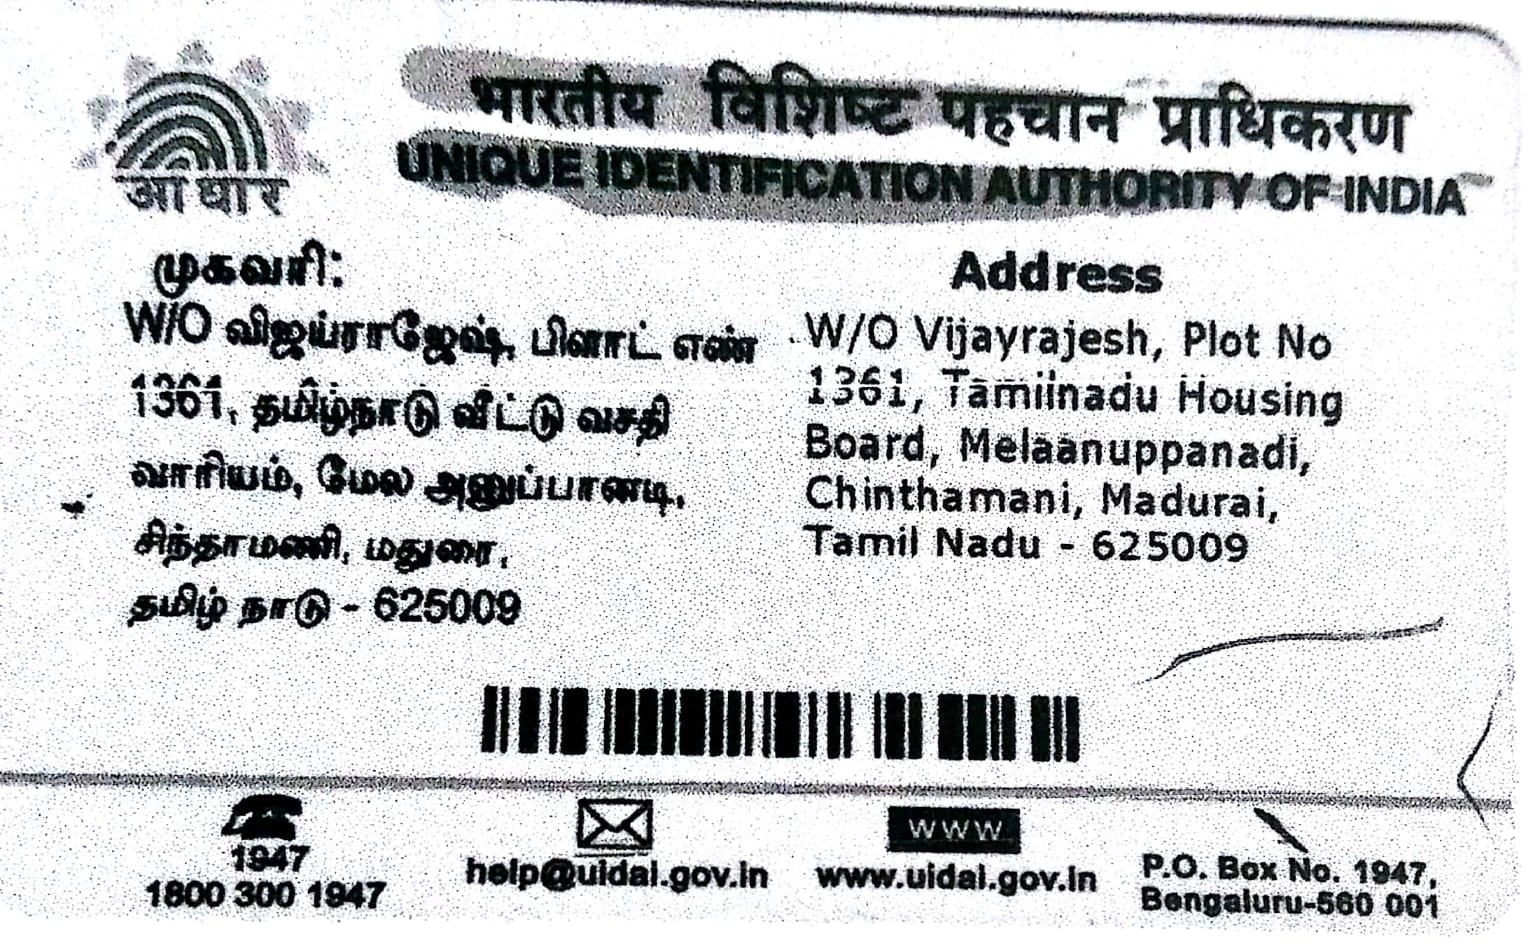 भारतीय विशिष्ट पहचान प्राधिकरण
UNIQUE IDENTIFICATION AUTHORITY OF INDIA
आधार
முகவரி:
W/O விஜய்ராஜேஷ், பிளாட் எண்
1361, தமிழ்நாடு வீட்டு வசதி
வாரியம், மேல அனுப்பானடி,
சிந்தாமணி, மதுரை,
தமிழ் நாடு - 625009
Address
W/O Vijayrajesh, Plot No
1361, Tamilnadu Housing
Board, Melaanuppanadi,
Chinthamani, Madurai,
Tamil Nadu - 625009
1947
1800 300 1947
help@uidai.gov.in
www
www.uidai.gov.in
P.O. Box No. 1947,
Bengaluru-560 001